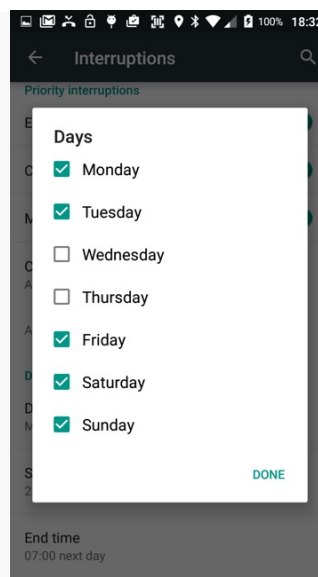 100% 18:32
Interruptions
Priority interruptions
E
C
M
C
A
A
D
D
M
S
2
Days
Monday
Tuesday
Wednesday
Thursday
Friday
Saturday
Sunday
DONE
End time
07:00 next day